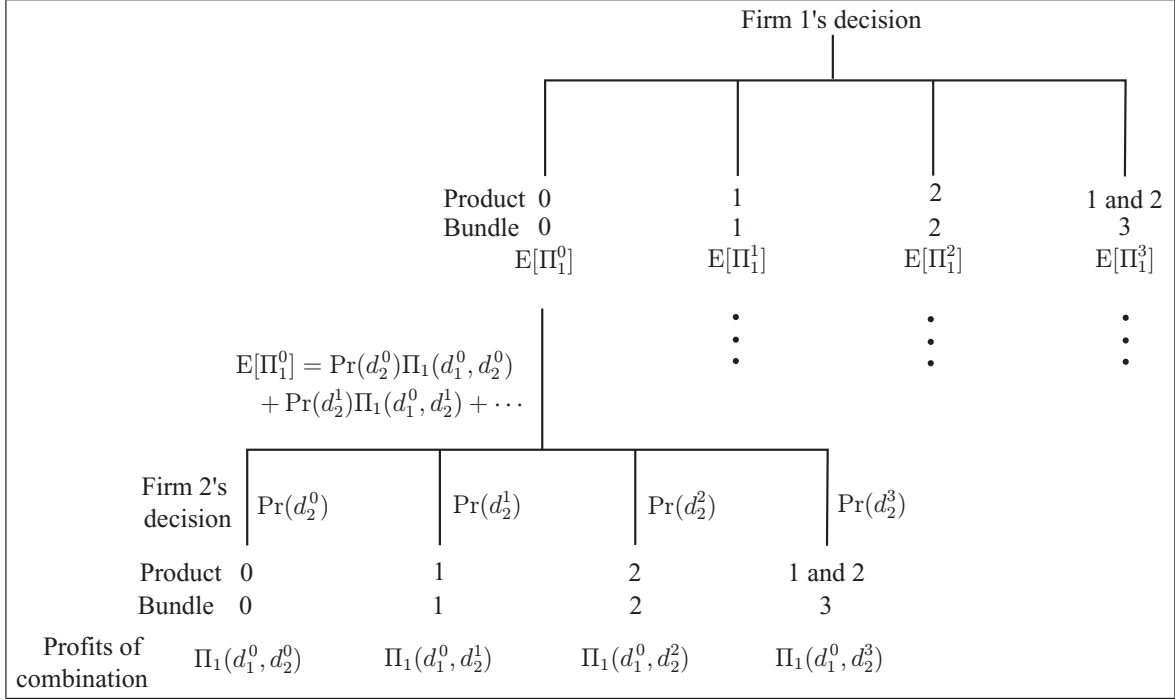 Firm 1's decision
Product 0 1 2 1 and 2
Bundle 0 1 2 3
E[Π₁⁰] E[Π₁¹] E[Π₁²] E[Π₁³]
E[Π₁⁰] = Pr(d₂⁰)Π₁(d₁⁰, d₂⁰)
+ Pr(d₂¹)Π₁(d₁⁰, d₂¹) + ⋯
Firm 2's
decision
Pr(d₂⁰) Pr(d₂¹) Pr(d₂²) Pr(d₂³)
Product 0 1 2 1 and 2
Bundle 0 1 2 3
Profits of
combination
Π₁(d₁⁰, d₂⁰) Π₁(d₁⁰, d₂¹) Π₁(d₁⁰, d₂²) Π₁(d₁⁰, d₂³)